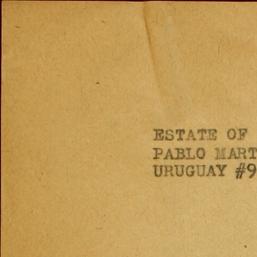 ESTATE OF
PABLO MART
URUGUAY #9